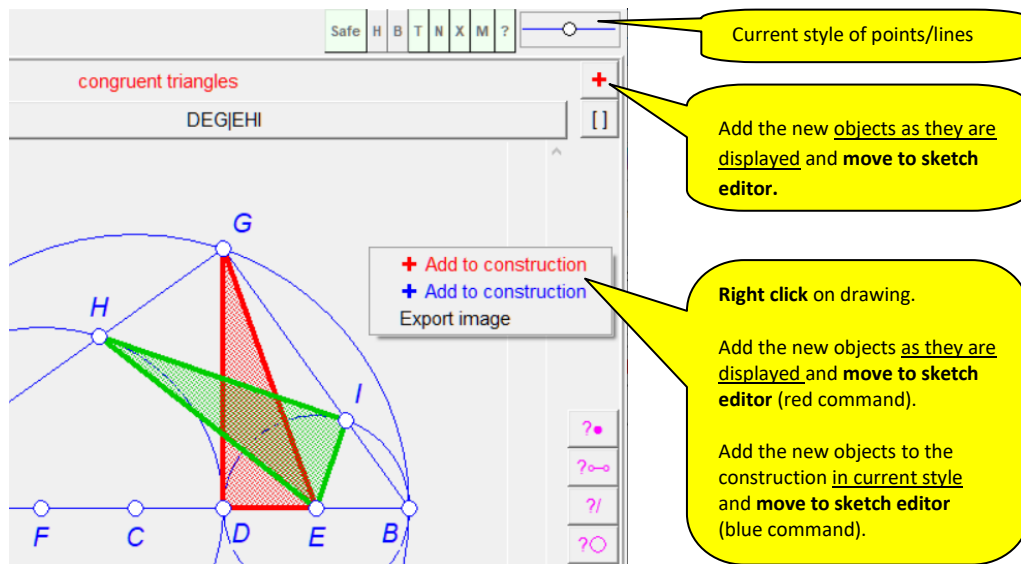 Safe H B T N X M ?
Current style of points/lines
congruent triangles
+
DEG|EHI
[ ]
Add the new objects as they are
displayed and move to sketch
editor.
G
+ Add to construction
+ Add to construction
Export image
H
Right click on drawing.
Add the new objects as they are
displayed and move to sketch
editor (red command).
Add the new objects to the
construction in current style
and move to sketch editor
(blue command).
I
?
?
?/
?
F
C
D
E
B